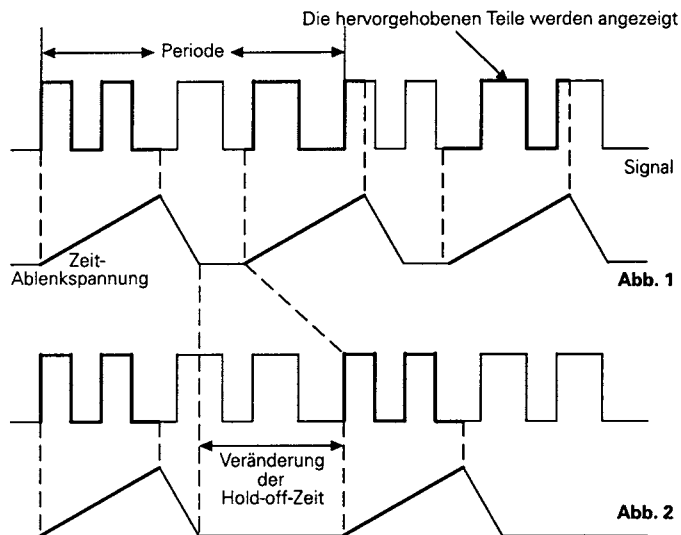 Die hervorgehobenen Teile werden angezeigt
Periode
Signal
Zeit-
Ablenkspannung
Abb. 1
Veränderung
der
Hold-off-Zeit
Abb. 2